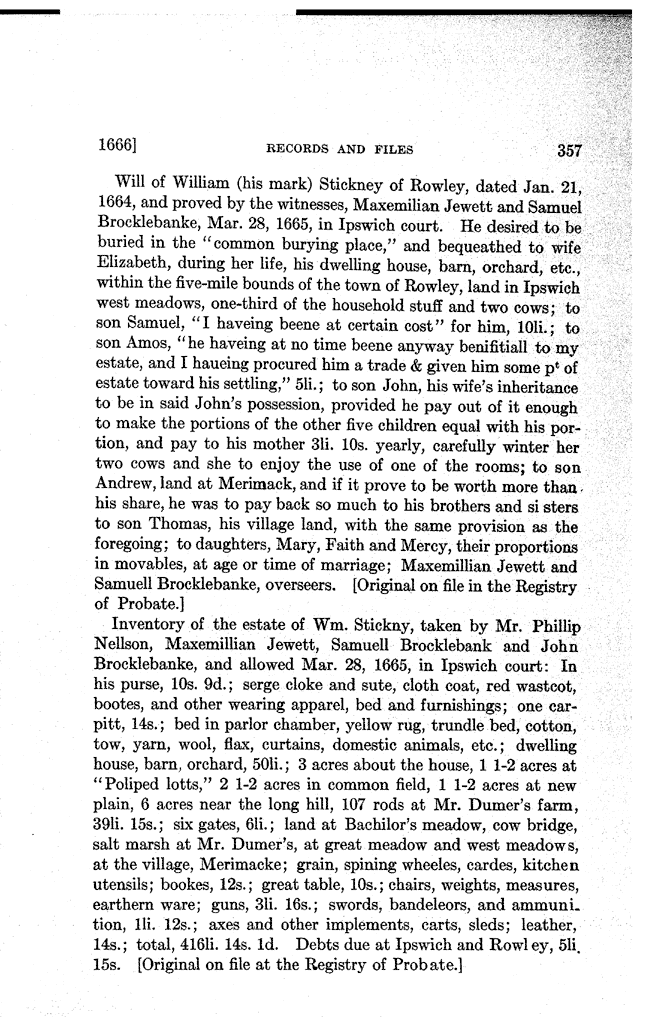 1666]
RECORDS AND FILES
357
Will of William (his mark) Stickney of Rowley, dated Jan. 21,
1664, and proved by the witnesses, Maxemilian Jewett and Samuel
Brocklebanke, Mar. 28, 1665, in Ipswich court. He desired to be
buried in the "common burying place," and bequeathed to wife
Elizabeth, during her life, his dwelling house, barn, orchard, etc.,
within the five-mile bounds of the town of Rowley, land in Ipswich
west meadows, one-third of the household stuff and two cows; to
son Samuel, "I haveing beene at certain cost" for him, 10li.; to
son Amos, "he haveing at no time beene anyway benifitiall to my
estate, and I haueing procured him a trade & given him some pᵗ of
estate toward his settling," 5li.; to son John, his wife's inheritance
to be in said John's possession, provided he pay out of it enough
to make the portions of the other five children equal with his por-
tion, and pay to his mother 3li. 10s. yearly, carefully winter her
two cows and she to enjoy the use of one of the rooms; to son
Andrew, land at Merimack, and if it prove to be worth more than
his share, he was to pay back so much to his brothers and si sters
to son Thomas, his village land, with the same provision as the
foregoing; to daughters, Mary, Faith and Mercy, their proportions
in movables, at age or time of marriage; Maxemillian Jewett and
Samuell Brocklebanke, overseers. [Original on file in the Registry
of Probate.]
Inventory of the estate of Wm. Stickny, taken by Mr. Phillip
Nellson, Maxemillian Jewett, Samuell Brocklebank and John
Brocklebanke, and allowed Mar. 28, 1665, in Ipswich court: In
his purse, 10s. 9d.; serge cloke and sute, cloth coat, red wastcot,
bootes, and other wearing apparel, bed and furnishings; one car-
pitt, 14s.; bed in parlor chamber, yellow rug, trundle bed, cotton,
tow, yarn, wool, flax, curtains, domestic animals, etc.; dwelling
house, barn, orchard, 50li.; 3 acres about the house, 1 1-2 acres at
"Poliped lotts," 2 1-2 acres in common field, 1 1-2 acres at new
plain, 6 acres near the long hill, 107 rods at Mr. Dumer's farm,
39li. 15s.; six gates, 6li.; land at Bachilor's meadow, cow bridge,
salt marsh at Mr. Dumer's, at great meadow and west meadows,
at the village, Merimacke; grain, spining wheeles, cardes, kitchen
utensils; bookes, 12s.; great table, 10s.; chairs, weights, measures,
earthern ware; guns, 3li. 16s.; swords, bandeleors, and ammuni-
tion, 1li. 12s.; axes and other implements, carts, sleds; leather,
14s.; total, 416li. 14s. 1d. Debts due at Ipswich and Rowl ey, 5li.
15s. [Original on file at the Registry of Probate.]